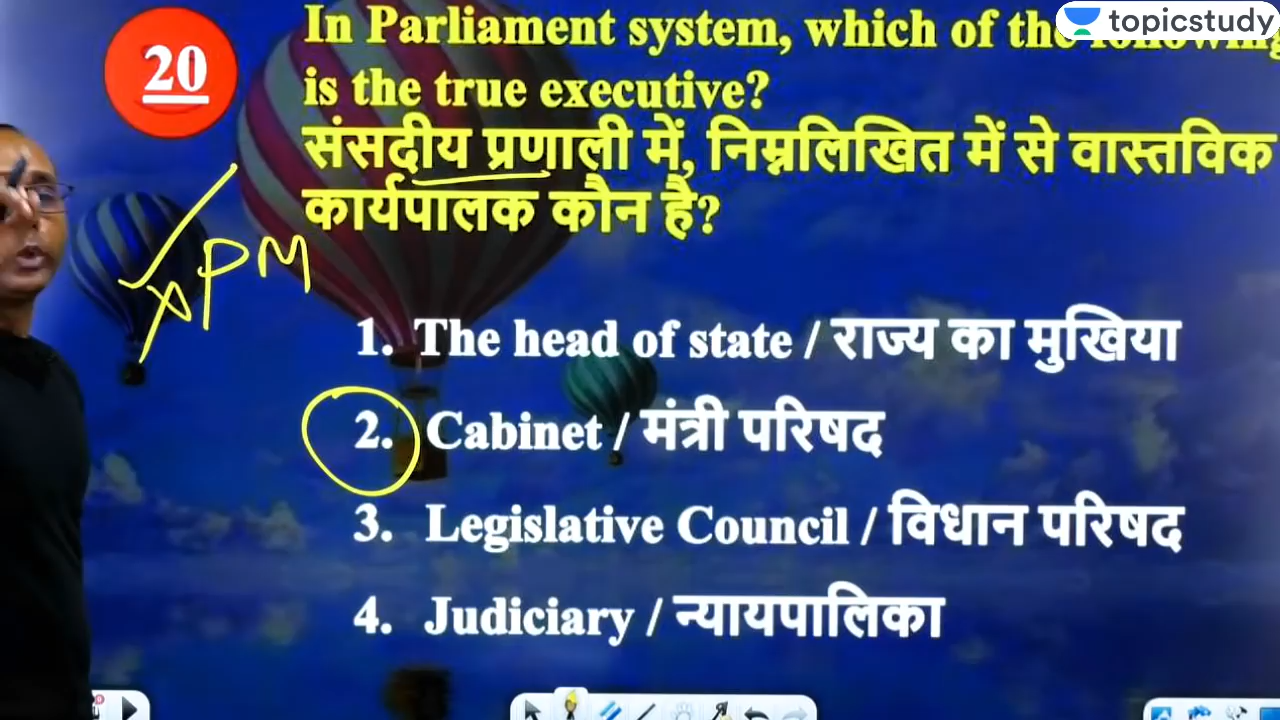 topicstudy
20
In Parliament system, which of the following
is the true executive?
संसदीय प्रणाली में, निम्नलिखित में से वास्तविक
कार्यपालक कौन है?
PM
1. The head of state / राज्य का मुखिया
2. Cabinet / मंत्री परिषद
3. Legislative Council / विधान परिषद
4. Judiciary / न्यायपालिका